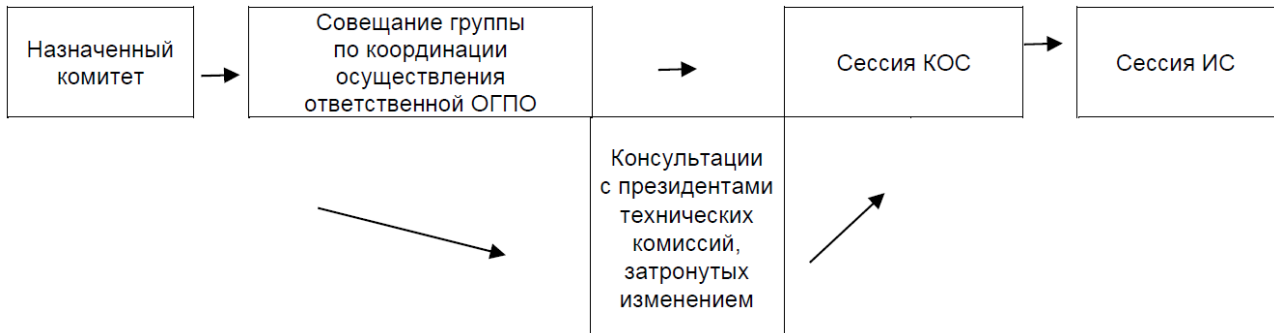 Назначенный
комитет
Совещание группы
по координации
осуществления
ответственной ОГПО
Сессия КОС
Сессия ИС
Консультации
с президентами
технических
комиссий,
затронутых
изменением